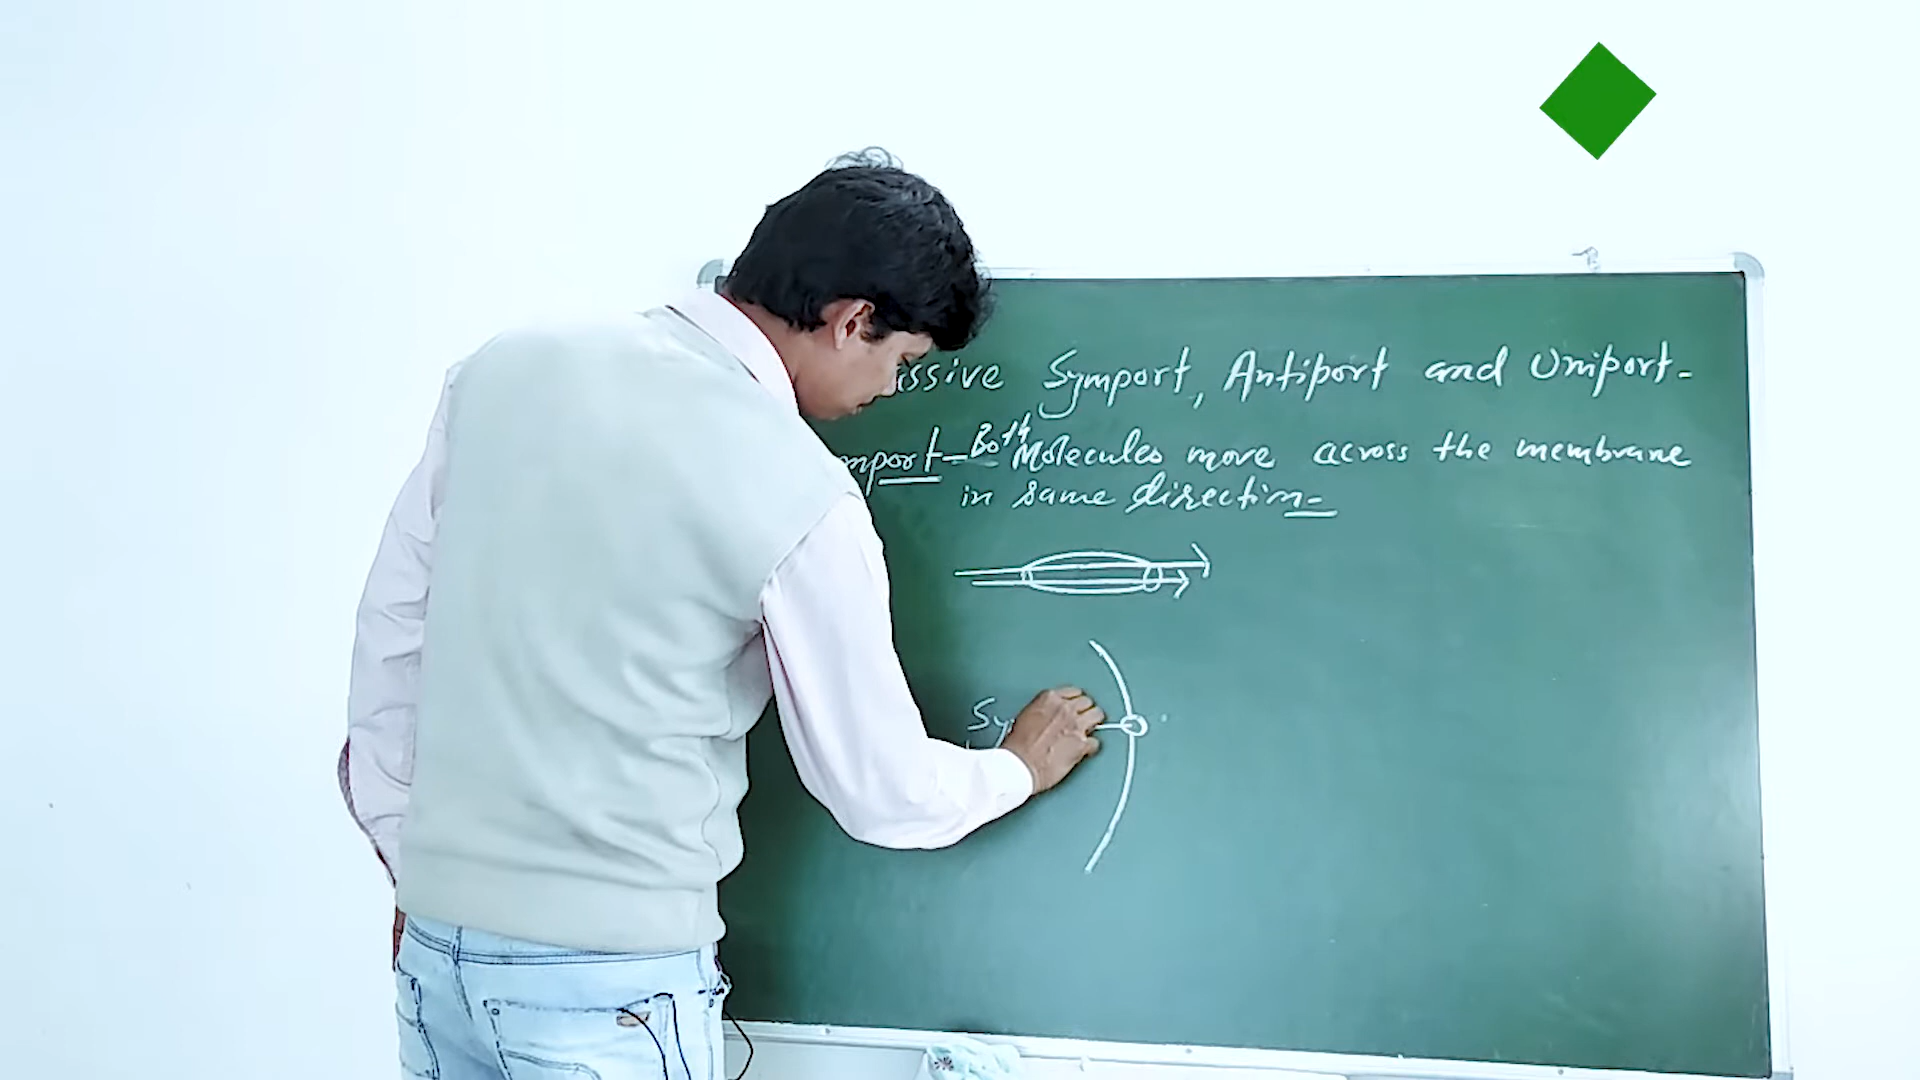 ssive Symport, Antiport and Uniport-
mport- Both Molecules move across the membrane
in same direction-
Sy